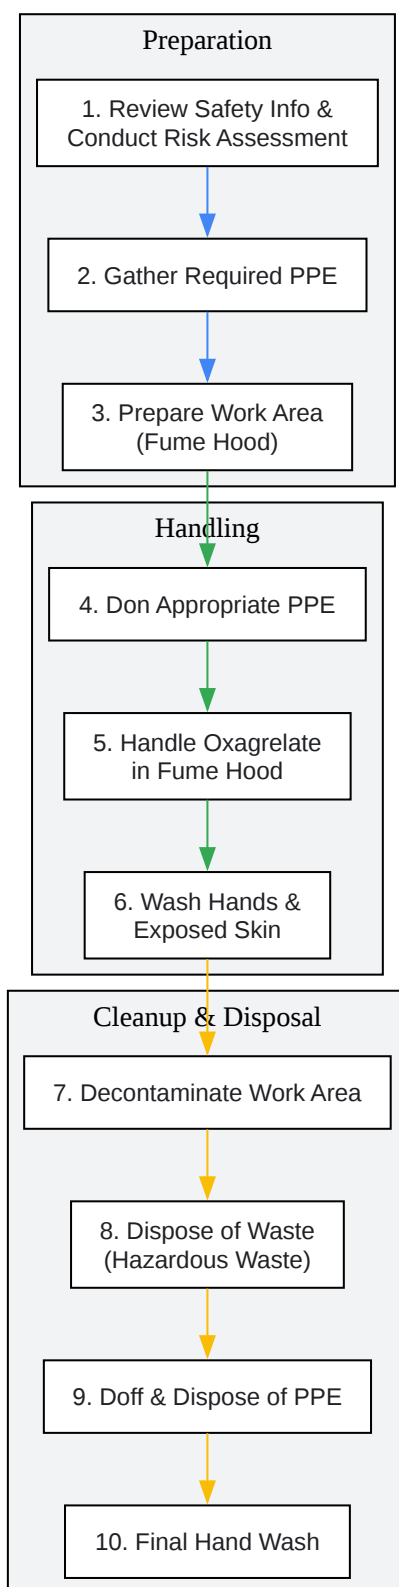 Preparation
1. Review Safety Info &
Conduct Risk Assessment
2. Gather Required PPE
3. Prepare Work Area
(Fume Hood)
Handling
4. Don Appropriate PPE
5. Handle Oxagrelate
in Fume Hood
6. Wash Hands &
Exposed Skin
Cleanup & Disposal
7. Decontaminate Work Area
8. Dispose of Waste
(Hazardous Waste)
9. Doff & Dispose of PPE
10. Final Hand Wash